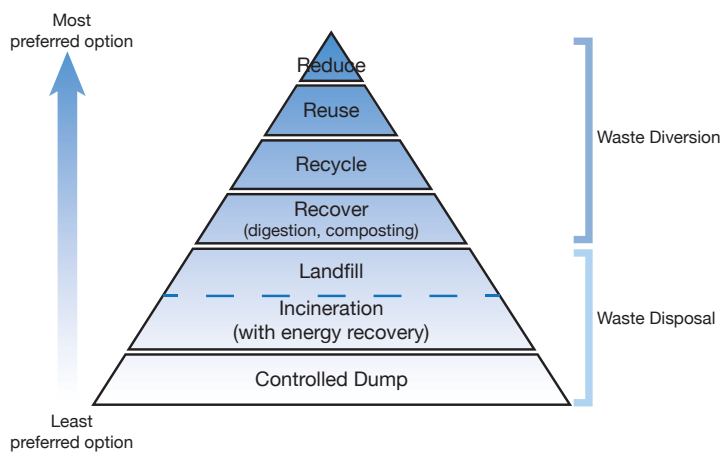 Most
preferred option
Reduce
Reuse
Recycle
Recover
(digestion, composting)
Waste Diversion
Landfill
Incineration
(with energy recovery)
Waste Disposal
Controlled Dump
Least
preferred option